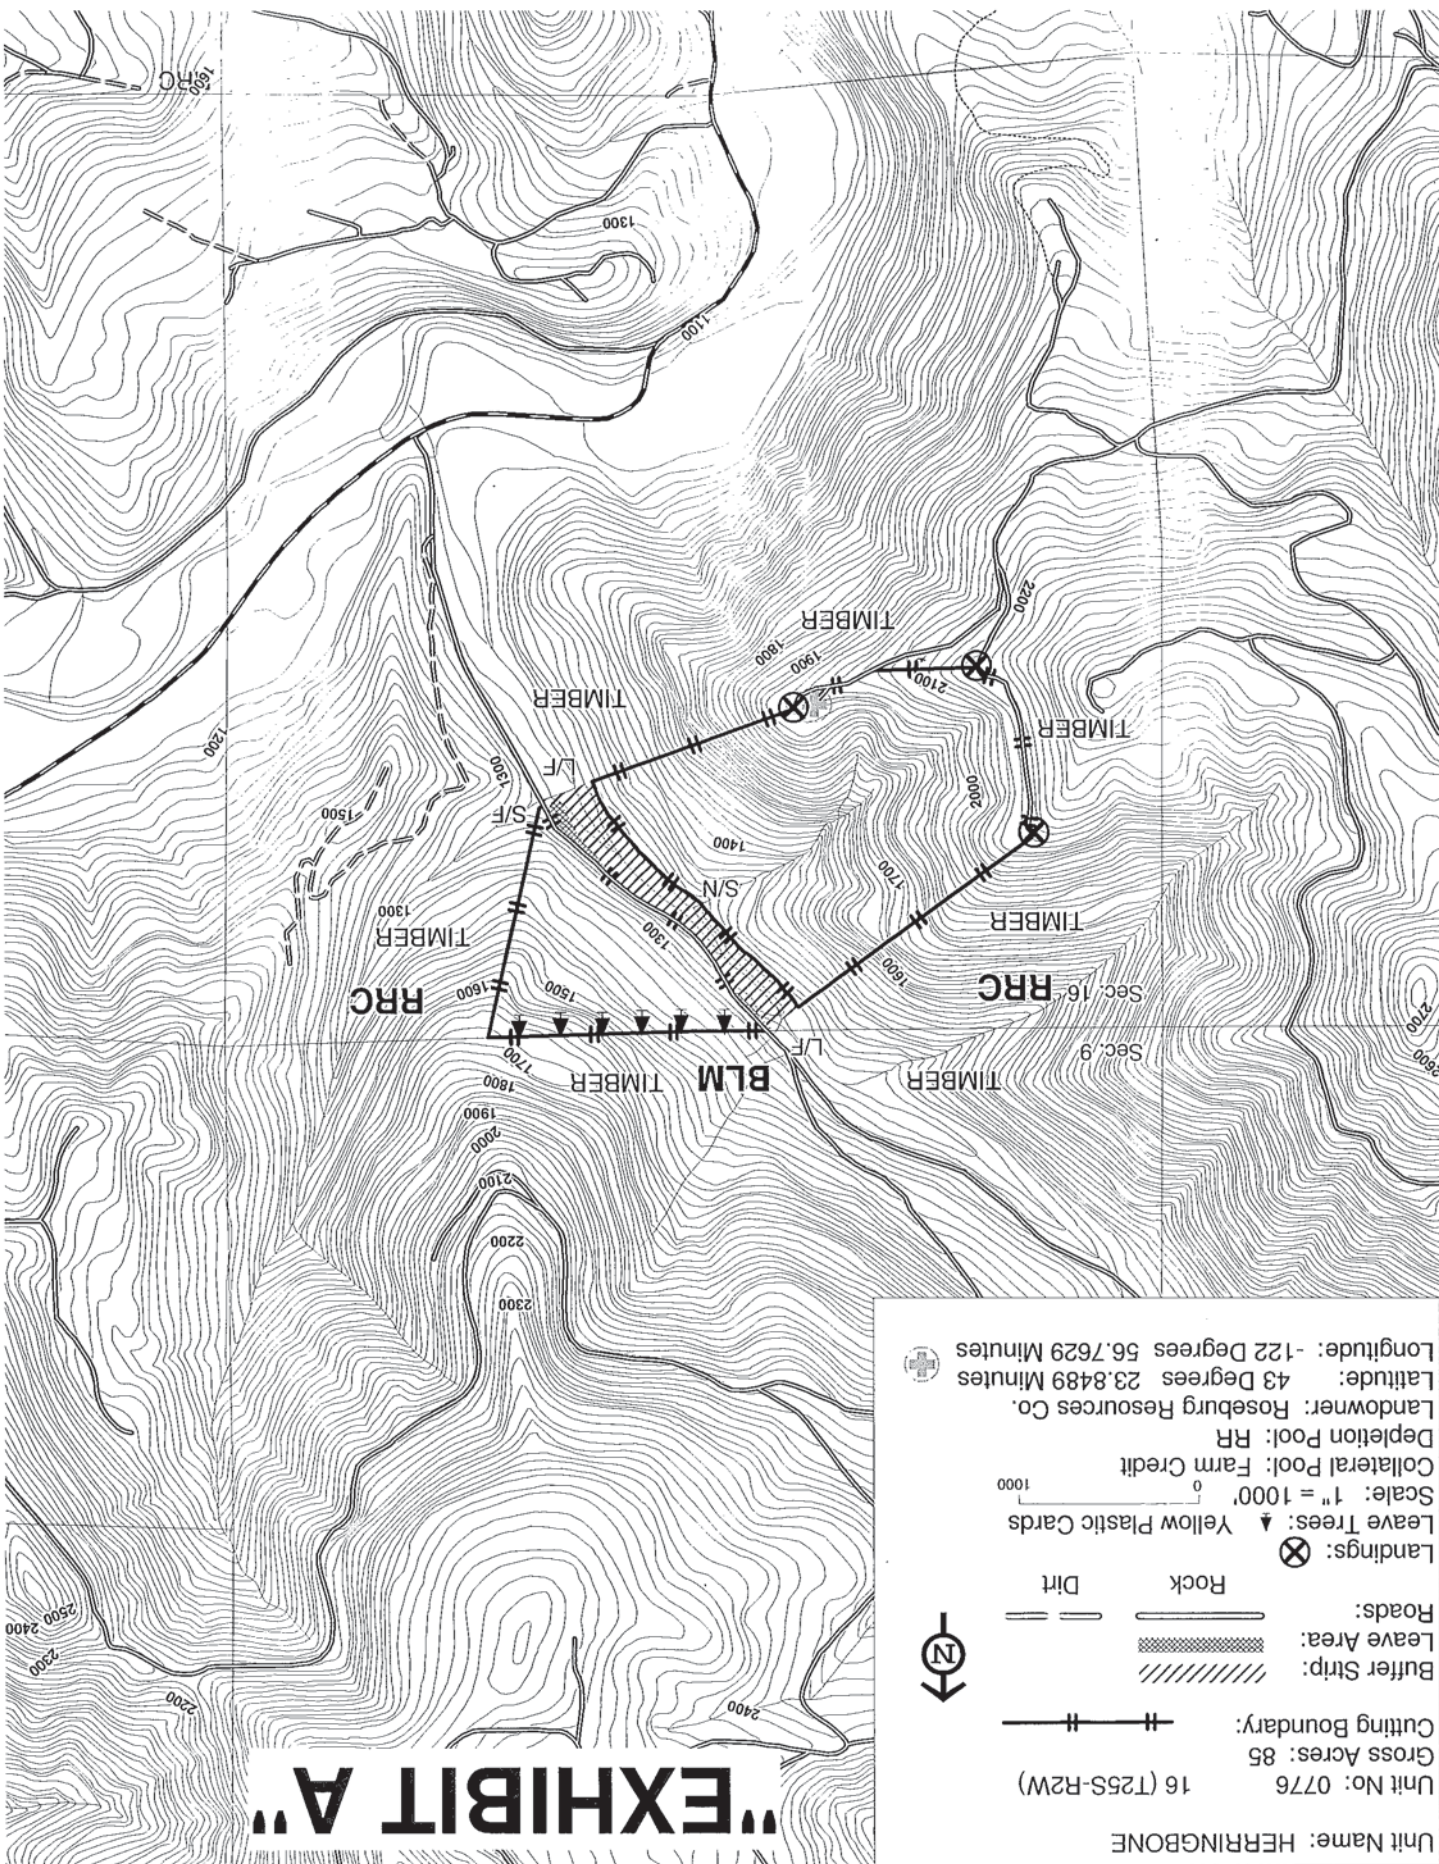 Unit Name: HERRINGBONE
Unit No: 0776 16 (T25S-R2W)
Gross Acres: 85
Cutting Boundary:
Buffer Strip:
Leave Area:
Roads:
Rock Dirt
Landings:
Leave Trees: Yellow Plastic Cards
Scale: 1" = 1000'
0 1000
Collateral Pool: Farm Credit
Depletion Pool: RR
Landowner: Roseburg Resources Co.
Latitude: 43 Degrees 23.8489 Minutes
Longitude: -122 Degrees 56.7629 Minutes
N
"EXHIBIT A"
2400
2200
2300
2400
2500
2300
2200
2100
2000
1900
1800
TIMBER
BLM
TIMBER
1700
2600
Sec. 9
L/F
2700
Sec. 16
RRC
1500
1600
RRC
1600
1300
TIMBER
TIMBER
1300
S/N
1700
1400
S/F
1500
2000
L/F
1300
1200
TIMBER
TIMBER
2100
1900
1800
TIMBER
2200
1100
1300
RRC
1600